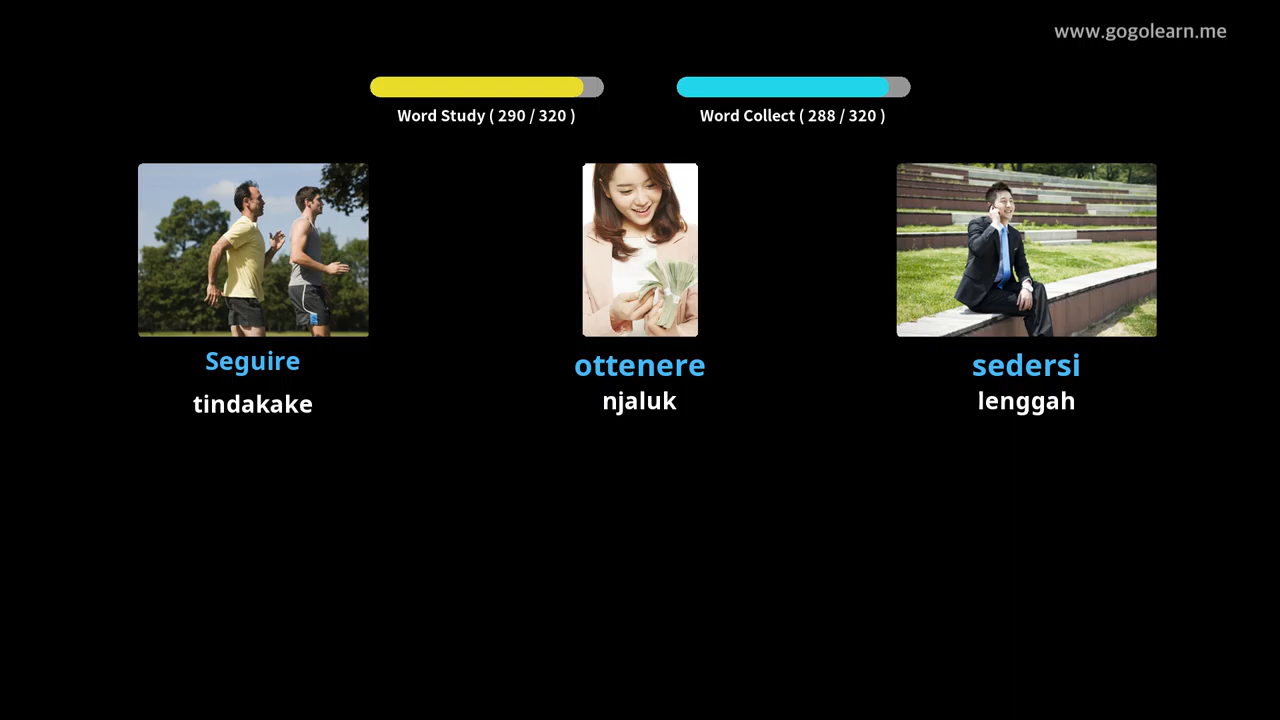 www.gogolearn.me
Word Study ( 290 / 320 )
Word Collect ( 288 / 320 )
Seguire
tindakake
ottenere
njaluk
sedersi
lenggah